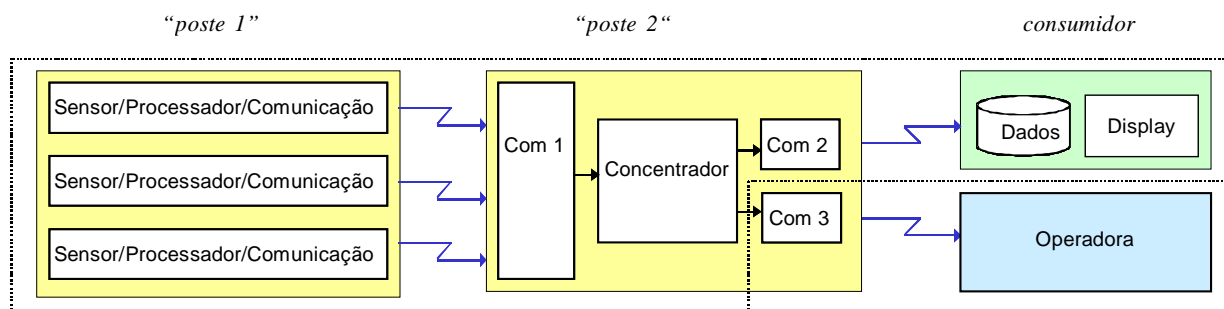 “poste 1”
“poste 2“
consumidor
Sensor/Processador/Comunicação
Sensor/Processador/Comunicação
Sensor/Processador/Comunicação
Com 1
Concentrador
Com 2
Com 3
Dados
Display
Operadora